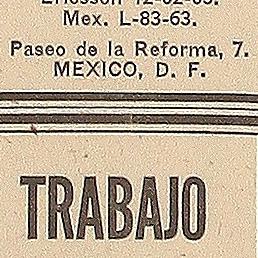 Mex. L-83-63.
Paseo de la Reforma, 7.
MEXICO, D. F.
TRABAJO